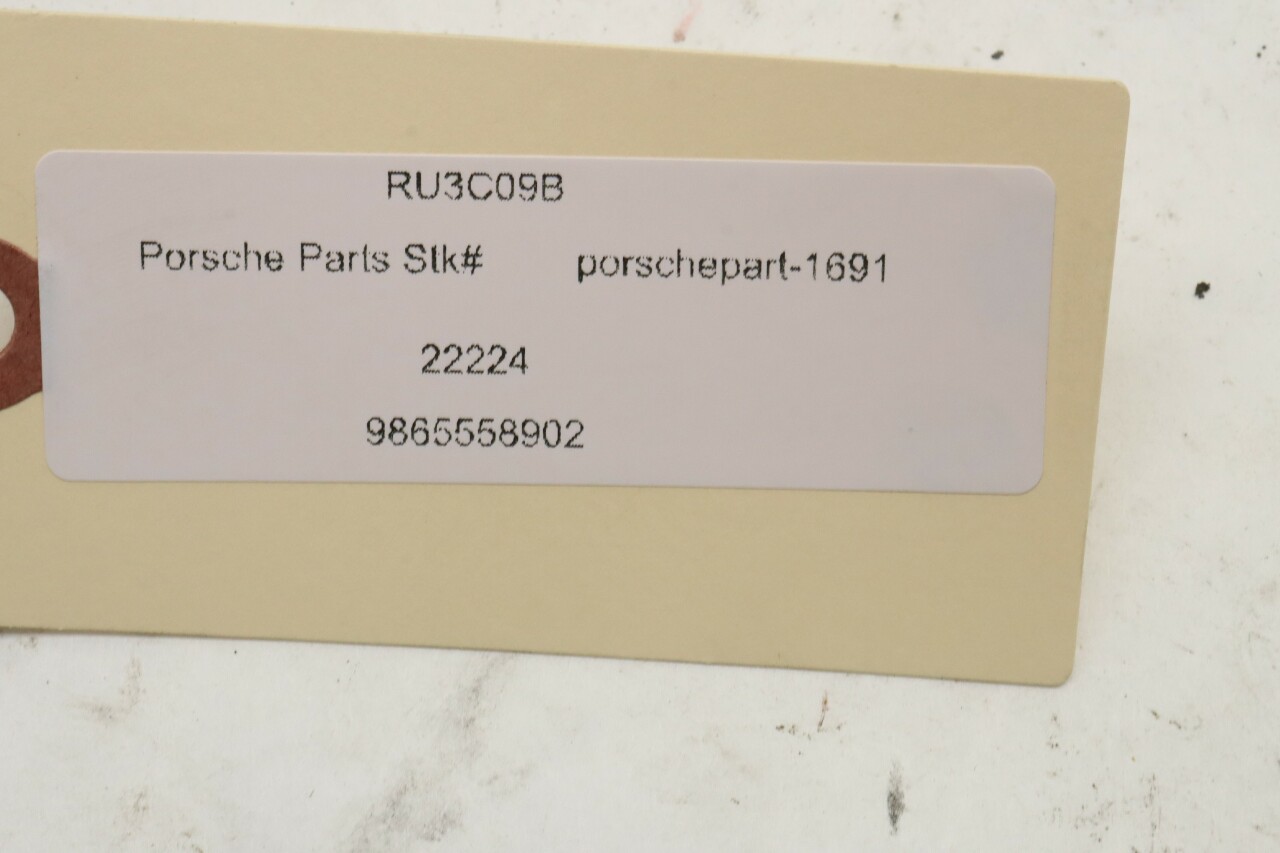 RU3C09B
Porsche Parts Stk# porschepart-1691
22224
9865558902